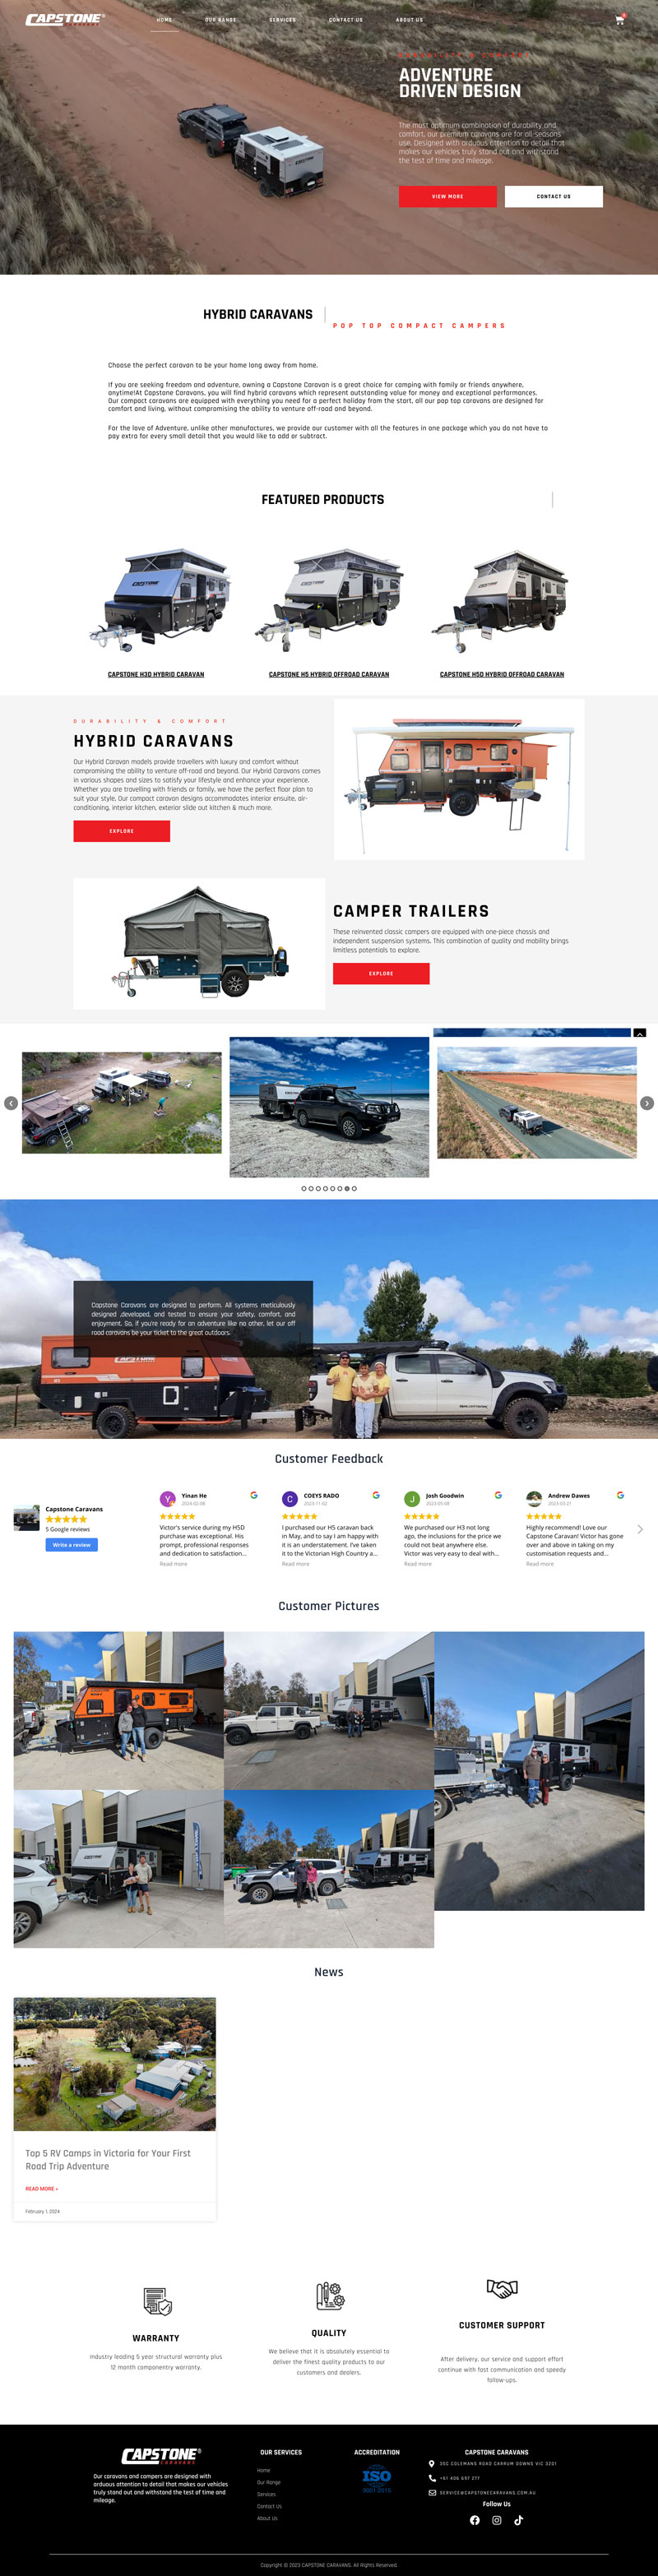 CAPSTONE®
CARAVANS
HOME
OUR RANGE
SERVICES
CONTACT US
ABOUT US
ADVENTURE
DRIVEN DESIGN
The most optimum combination of durability and
comfort, our premium caravans are for all-seasons
use. Designed with arduous attention to detail that
makes our vehicles truly stand out and withstand
the test of time and mileage.
VIEW MORE
CONTACT US
HYBRID CARAVANS
POP TOP COMPACT CAMPERS
Choose the perfect caravan to be your home long away from home.
If you are seeking freedom and adventure, owning a Capstone Caravan is a great choice for camping with family or friends anywhere,
anytime!At Capstone Caravans, you will find hybrid caravans which represent outstanding value for money and exceptional performances.
Our compact caravans are equipped with everything you need for a perfect holiday from the start, all our pop top caravans are designed for
comfort and living, without compromising the ability to venture off-road and beyond.
For the love of Adventure, unlike other manufactures, we provide our customer with all the features in one package which you do not have to
pay extra for every small detail that you would like to add or subtract.
FEATURED PRODUCTS
CAPSTONE H3D HYBRID CARAVAN
CAPSTONE H5 HYBRID OFFROAD CARAVAN
CAPSTONE H5D HYBRID OFFROAD CARAVAN
DURABILITY & COMFORT
HYBRID CARAVANS
Our Hybrid Caravan models provide travellers with luxury and comfort without
compromising the ability to venture off-road and beyond. Our Hybrid Caravans comes
in various shapes and sizes to satisfy your lifestyle and enhance your experience.
Whether you are travelling with friends or family, we have the perfect floor plan to
suit your style. Our compact caravan designs accommodates interior ensuite, air-
conditioning, interior kitchen, exterior slide out kitchen & much more.
EXPLORE
CAMPER TRAILERS
These reinvented classic campers are equipped with one-piece chassis and
independent suspension systems. This combination of quality and mobility brings
limitless potentials to explore.
EXPLORE
Capstone Caravans are designed to perform. All systems meticulously
designed ,developed, and tested to ensure your safety, comfort, and
enjoyment. So, if you're ready for an adventure like no other, let our off
road caravans be your ticket to the great outdoors.
CAPSTONE
Customer Feedback
Capstone Caravans
5 Google reviews
Write a review
Yinan He
2024-02-08
Victor's service during my H5D
purchase was exceptional. His
prompt, professional responses
and dedication to satisfaction...
Read more
COEYS RADO
2023-11-02
I purchased our H5 caravan back
in May, and to say I am happy with
it is an understatement. I've taken
it to the Victorian High Country a...
Read more
Josh Goodwin
2023-05-08
We purchased our H3 not long
ago, the inclusions for the price we
could not beat anywhere else.
Victor was very easy to deal with...
Read more
Andrew Dawes
2023-03-21
Highly recommend! Love our
Capstone Caravan! Victor has gone
over and above in taking on my
customisation requests and...
Read more
Customer Pictures
News
Top 5 RV Camps in Victoria for Your First
Road Trip Adventure
READ MORE »
February 1, 2024
WARRANTY
Industry leading 5 year structural warranty plus
12 month componentry warranty.
QUALITY
We believe that it is absolutely essential to
deliver the finest quality products to our
customers and dealers.
CUSTOMER SUPPORT
After delivery, our service and support effort
continue with fast communication and speedy
follow-ups.
CAPSTONE®
CARAVANS
Our caravans and campers are designed with
arduous attention to detail that makes our vehicles
truly stand out and withstand the test of time and
mileage.
OUR SERVICES
Home
Our Range
Services
Contact Us
About Us
ACCREDITATION
ISO
9001:2015
CAPSTONE CARAVANS
30C COLEMANS ROAD CARRUM DOWNS VIC 3201
+61 406 697 277
SERVICE@CAPSTONECARAVANS.COM.AU
Follow Us
Copyright © 2023 CAPSTONE CARAVANS. All Rights Reserved.